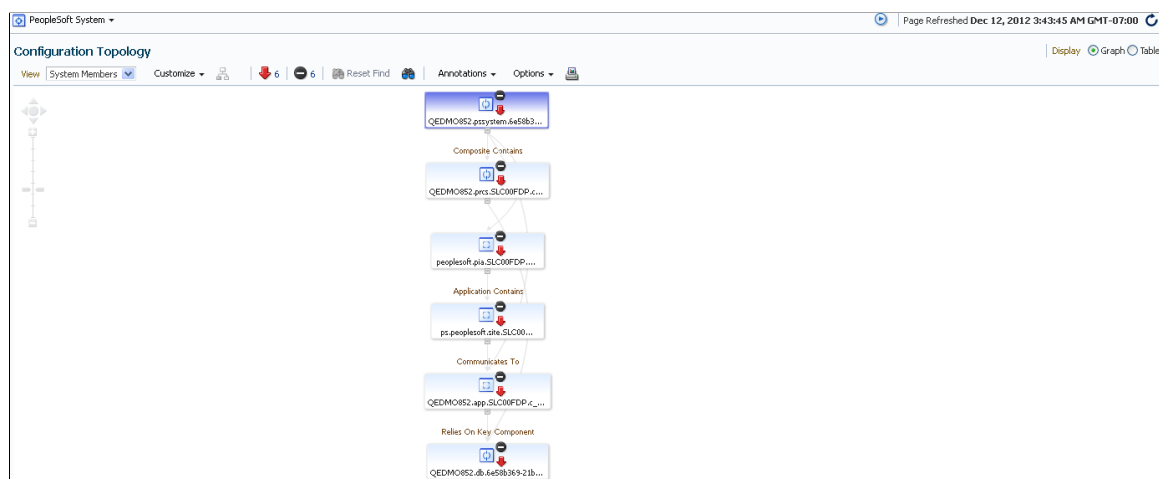 PeopleSoft System
Page Refreshed Dec 12, 2012 3:43:45 AM GMT-07:00
Configuration Topology
Display Graph Table
View System Members Customize 6 6 Reset Find Annotations Options
QEDMO852.pssystem.6e58b3...
Composite Contains
QEDMO852.prcs.SLC00FDP.c...
peoplesoft.pia.SLC00FDP....
Application Contains
ps.peoplesoft.site.SLC00...
Communicates To
QEDMO852.app.SLC00FDP.c_...
Relies On Key Component
QEDMO852.db.6e58b369-21b...